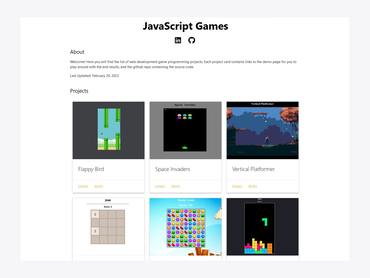 JavaScript Games
About
Welcome! Here you will find the list of web development game programming projects. Each project card contains links to the demo page for you to
play around with the end results, and the github repo containing the source code.
Last Updated: February 20, 2023
Projects
Flappy Bird
Space Invaders
Vertical Platformer
DEMO REPO
DEMO REPO
DEMO REPO